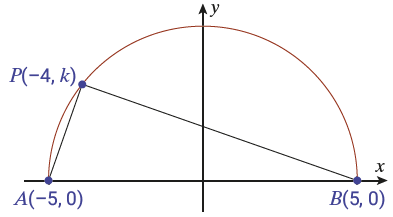 y
P(−4, k)
x
A(−5, 0)
B(5, 0)